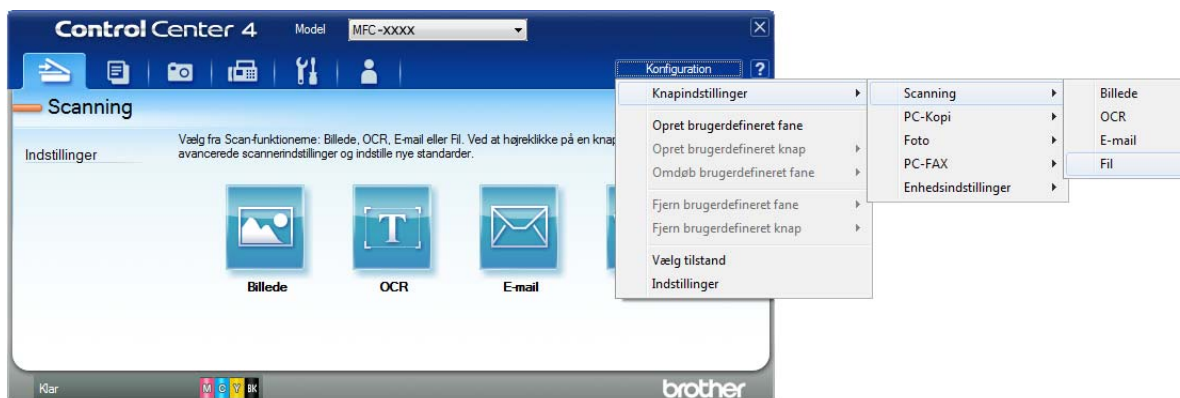 Control Center 4 Model MFC-XXXX
Konfiguration ?
Scanning
Indstillinger
Vælg fra Scan-funktionerne: Billede, OCR, E-mail eller Fil. Ved at højreklikke på en knap
avancerede scannerindstillinger og indstille nye standarder.
T
Billede OCR E-mail
Knapindstillinger
Opret brugerdefineret fane
Opret brugerdefineret knap
Omdøb brugerdefineret fane
Fjern brugerdefineret fane
Fjern brugerdefineret knap
Vælg tilstand
Indstillinger
Scanning
PC-Kopi
Foto
PC-FAX
Enhedsindstillinger
Billede
OCR
E-mail
Fil
Klar M C Y BK brother